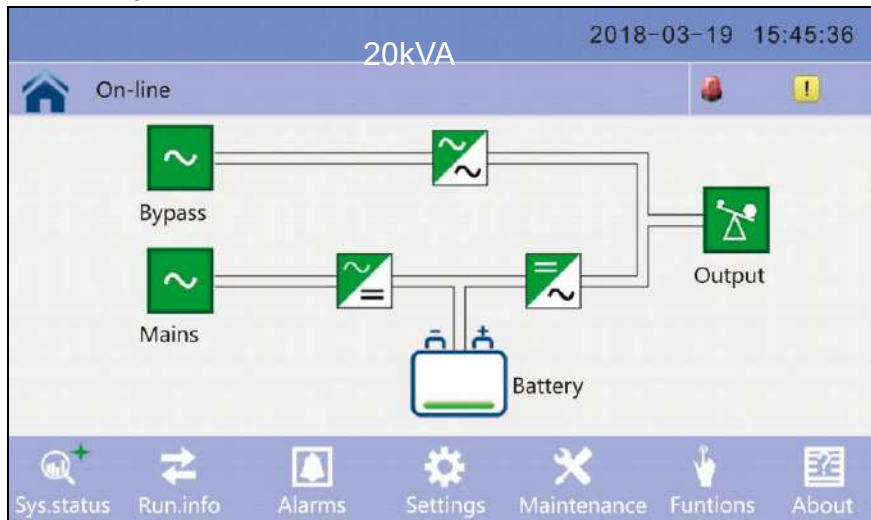 20kVA 2018-03-19 15:45:36
On-line !
Bypass
Output
Mains
Battery
Sys.status Run.info Alarms Settings Maintenance Funtions About